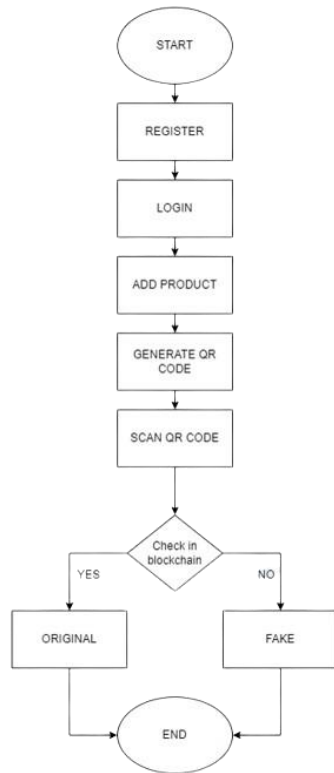 START
REGISTER
LOGIN
ADD PRODUCT
GENERATE QR
CODE
SCAN QR CODE
Check in
blockchain
YES
NO
ORIGINAL
FAKE
END